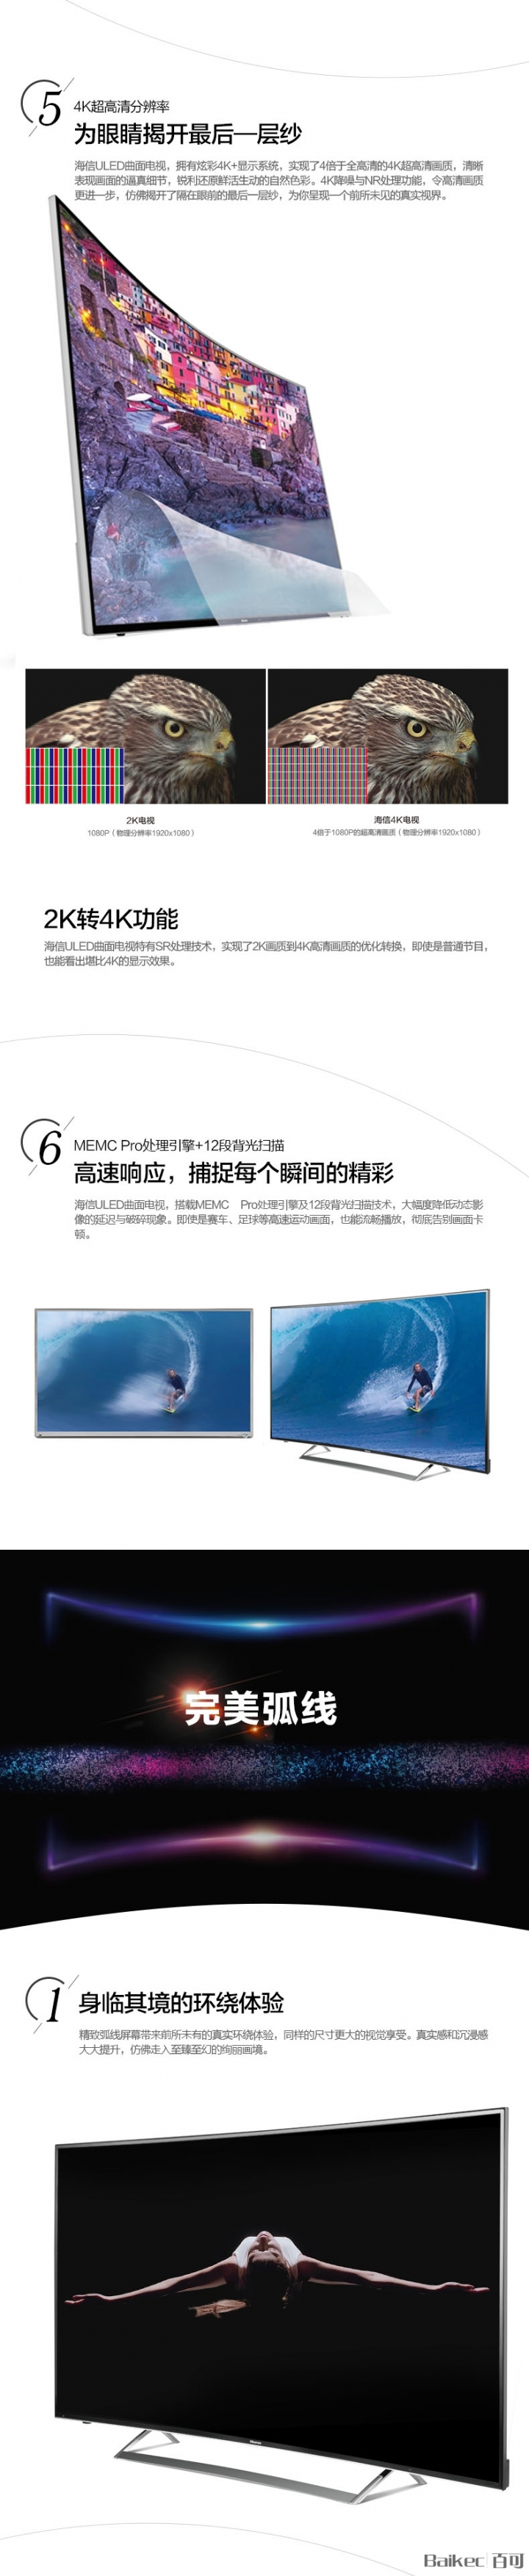 5
4K超高清分辨率
为眼睛揭开最后一层纱
海信ULED曲面电视，拥有炫彩4K+显示系统，实现了4倍于全高清的4K超高清画质，清晰
表现画面的逼真细节，锐利还原鲜活生动的自然色彩。4K降噪与NR处理功能，令高清画质
更进一步，仿佛揭开了隔在眼前的最后一层纱，为你呈现一个前所未见的真实视界。
2K电视
1080P（物理分辨率1920x1080）
海信4K电视
4倍于1080P的超高清画质（物理分辨率1920x1080）
2K转4K功能
海信ULED曲面电视特有SR处理技术，实现了2K画质到4K高清画质的优化转换，即使是普通节目，
也能看出堪比4K的显示效果。
6
MEMC Pro处理引擎+12段背光扫描
高速响应，捕捉每个瞬间的精彩
海信ULED曲面电视，搭载MEMC Pro处理引擎及12段背光扫描技术，大幅度降低动态影
像的延迟与破碎现象。即使是赛车、足球等高速运动画面，也能流畅播放，彻底告别画面卡
顿。
完美弧线
1
身临其境的环绕体验
精致弧线屏幕带来前所未有的真实环绕体验，同样的尺寸更大的视觉享受。真实感和沉浸感
大大提升，仿佛走入至臻至幻的绚丽画境。
Hisense
Baikec 百可